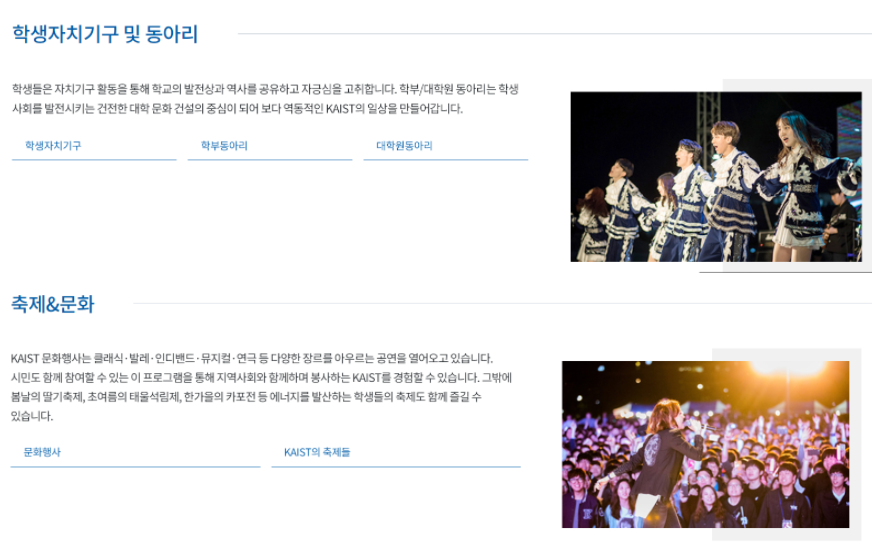 학생자치기구 및 동아리
학생들은 자치기구 활동을 통해 학교의 발전상과 역사를 공유하고 자긍심을 고취합니다. 학부/대학원 동아리는 학생
사회를 발전시키는 건전한 대학 문화 건설의 중심이 되어 보다 역동적인 KAIST의 일상을 만들어갑니다.
학생자치기구 학부동아리 대학원동아리
축제&문화
KAIST 문화행사는 클래식·발레·인디밴드·뮤지컬·연극 등 다양한 장르를 아우르는 공연을 열어오고 있습니다.
시민도 함께 참여할 수 있는 이 프로그램을 통해 지역사회와 함께하며 봉사하는 KAIST를 경험할 수 있습니다. 그밖에
봄날의 딸기축제, 초여름의 태울석림제, 한가을의 카포전 등 에너지를 발산하는 학생들의 축제도 함께 즐길 수
있습니다.
문화행사 KAIST의 축제들